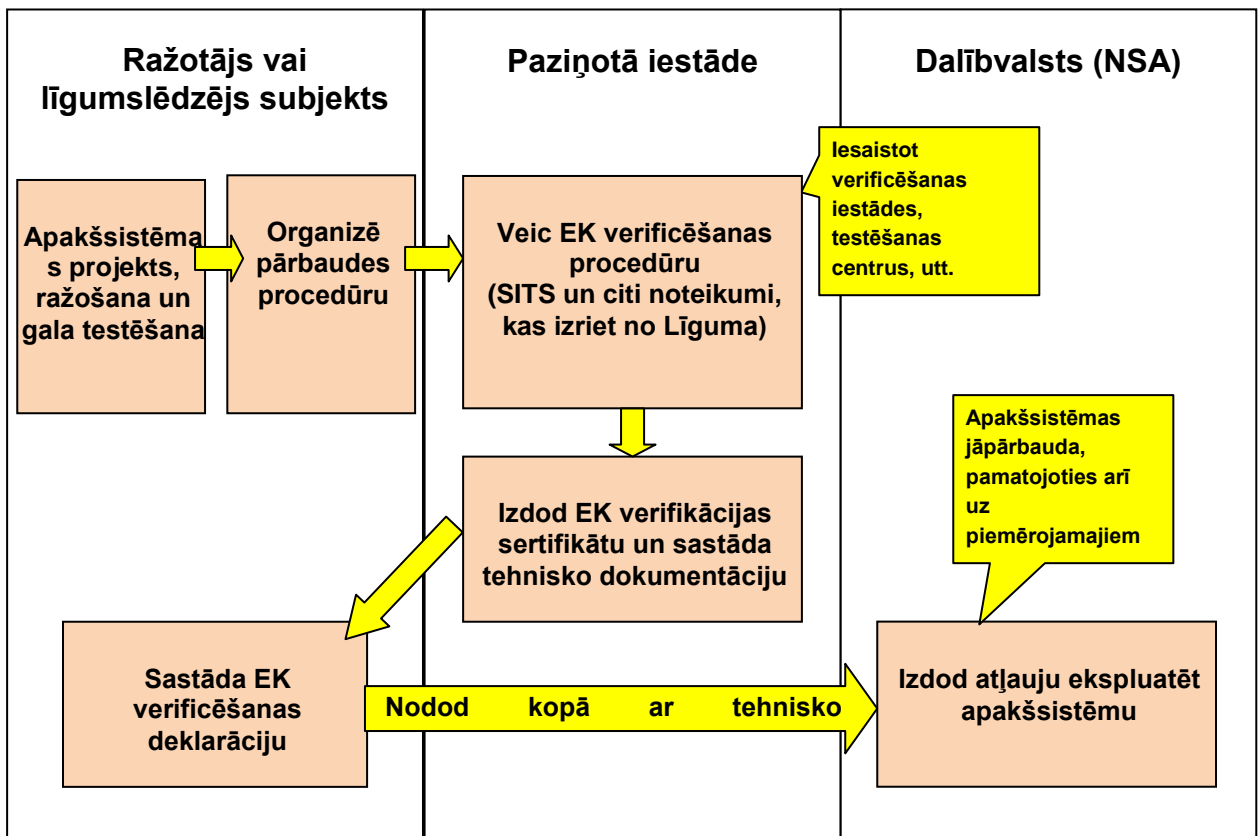 Ražotājs vai
līgumslēdzējs subjekts
Paziņotā iestāde
Dalībvalsts (NSA)
Iesaistot
verificēšanas
iestādes,
testēšanas
centrus, utt.
Apakšsistēma
s projekts,
ražošana un
gala testēšana
Organizē
pārbaudes
procedūru
Veic EK verificēšanas
procedūru
(SITS un citi noteikumi,
kas izriet no Līguma)
Apakšsistēmas
jāpārbauda,
pamatojoties arī
uz
piemērojamajiem
Izdod EK verifikācijas
sertifikātu un sastāda
tehnisko dokumentāciju
Sastāda EK
verificēšanas
deklarāciju
Nodod kopā ar tehnisko
Izdod atļauju ekspluatēt
apakšsistēmu